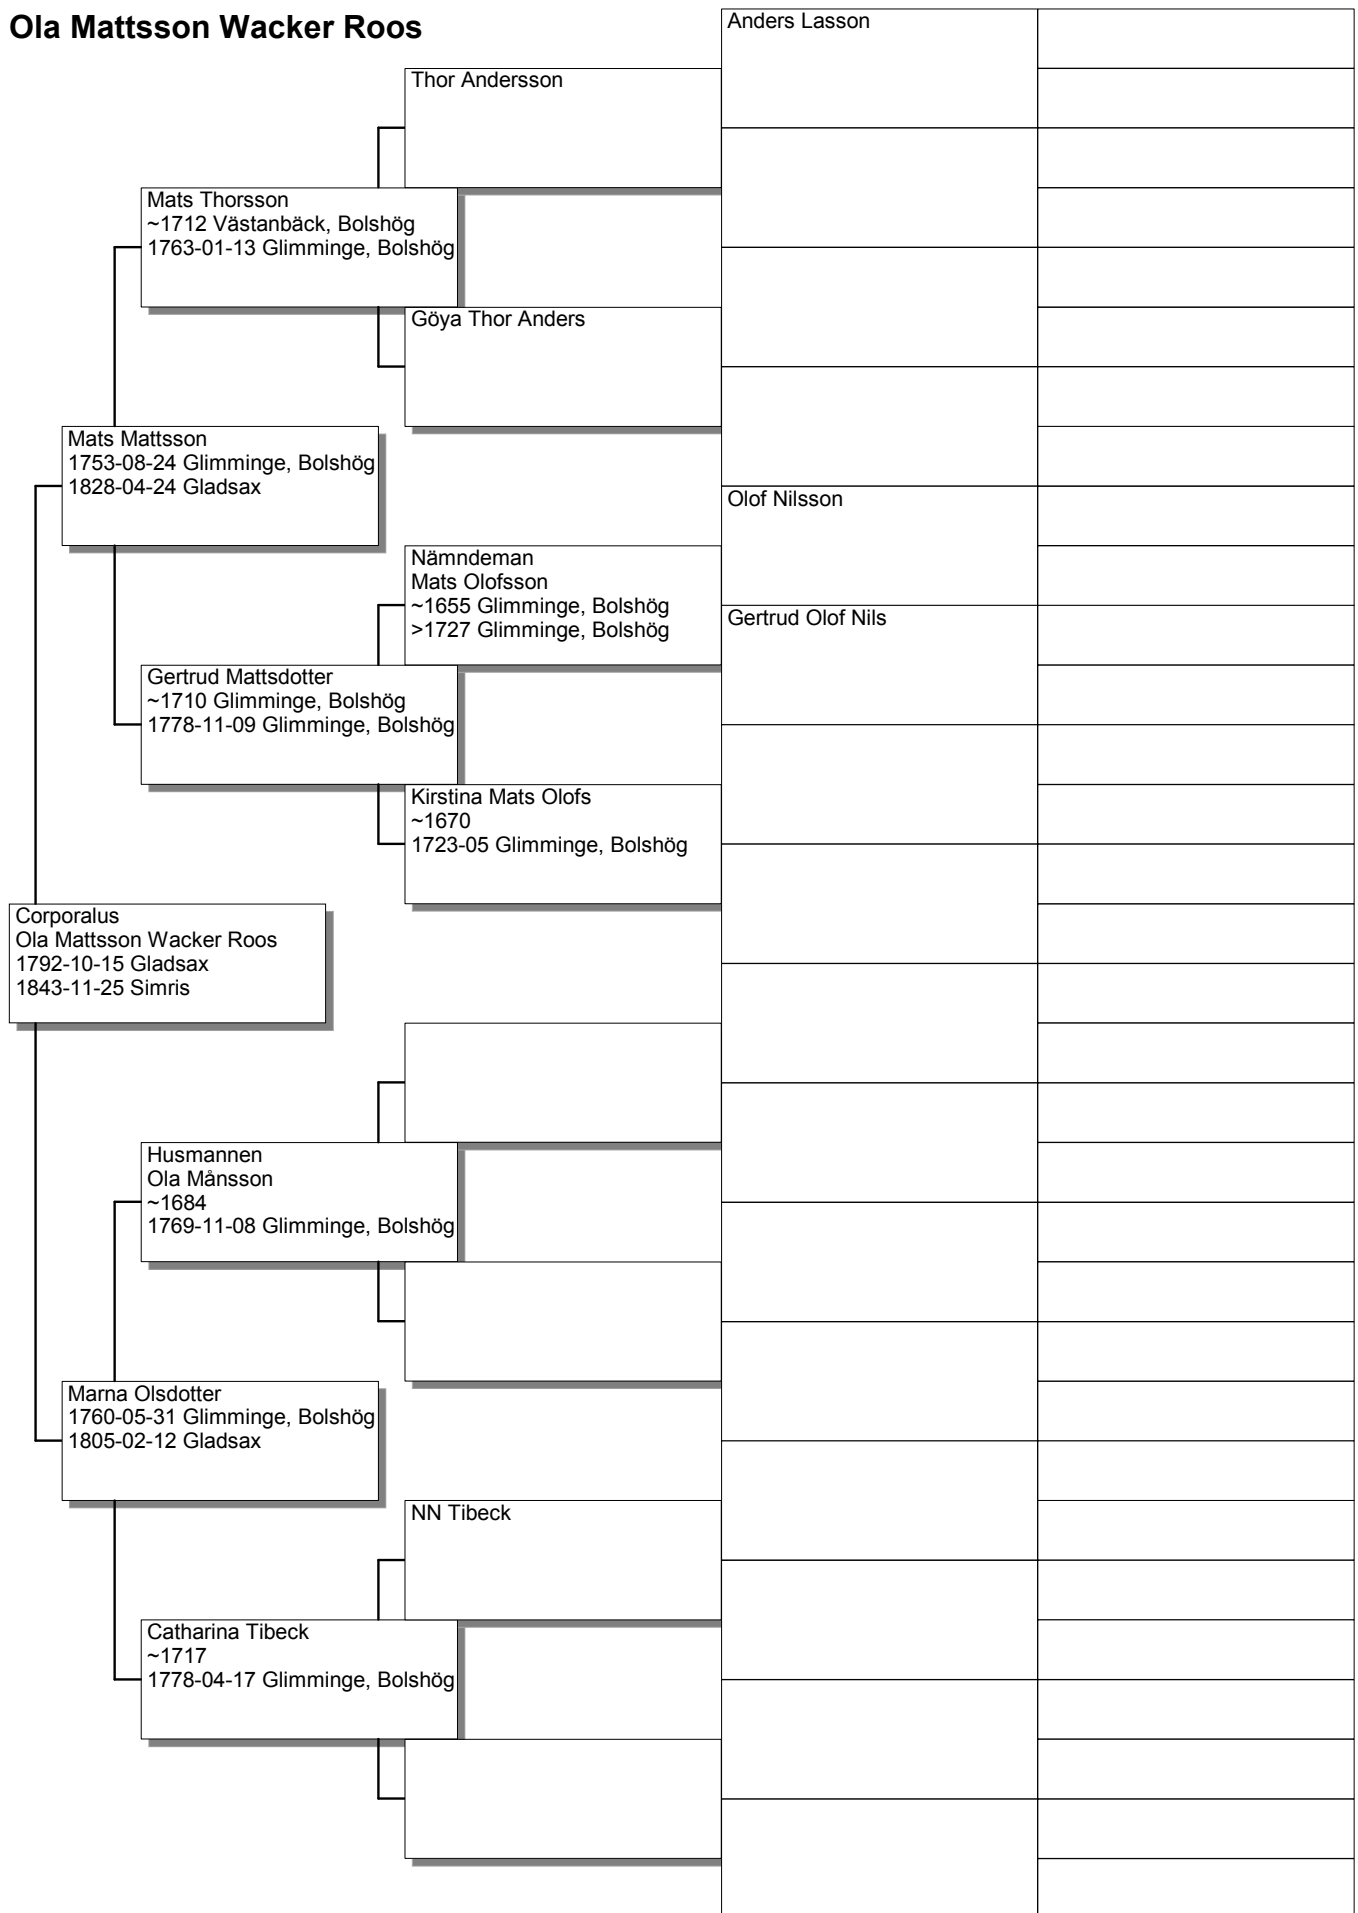 Ola Mattsson Wacker Roos
Anders Lasson
Thor Andersson
Mats Thorsson
~1712 Västanbäck, Bolshög
1763-01-13 Glimminge, Bolshög
Göya Thor Anders
Mats Mattsson
1753-08-24 Glimminge, Bolshög
1828-04-24 Gladsax
Olof Nilsson
Nämndeman
Mats Olofsson
~1655 Glimminge, Bolshög
>1727 Glimminge, Bolshög
Gertrud Olof Nils
Gertrud Mattsdotter
~1710 Glimminge, Bolshög
1778-11-09 Glimminge, Bolshög
Kirstina Mats Olofs
~1670
1723-05 Glimminge, Bolshög
Corporalus
Ola Mattsson Wacker Roos
1792-10-15 Gladsax
1843-11-25 Simris
Husmannen
Ola Månsson
~1684
1769-11-08 Glimminge, Bolshög
Marna Olsdotter
1760-05-31 Glimminge, Bolshög
1805-02-12 Gladsax
NN Tibeck
Catharina Tibeck
~1717
1778-04-17 Glimminge, Bolshög